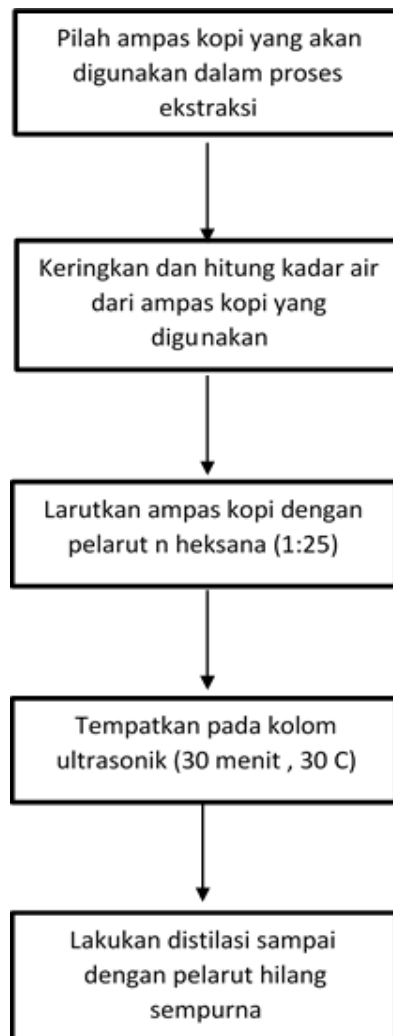 Pilah ampas kopi yang akan
digunakan dalam proses
ekstraksi
Keringkan dan hitung kadar air
dari ampas kopi yang
digunakan
Larutkan ampas kopi dengan
pelarut n heksana (1:25)
Tempatkan pada kolom
ultrasonik (30 menit , 30 C)
Lakukan distilasi sampai
dengan pelarut hilang
sempurna